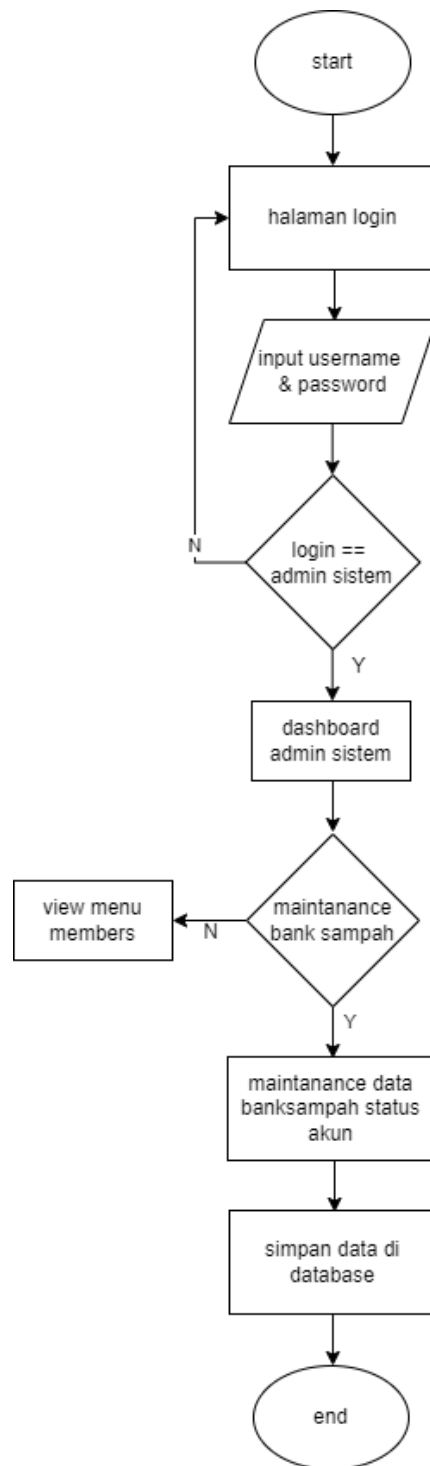 start
halaman login
input username
& password
N
login ==
admin sistem
Y
dashboard
admin sistem
view menu
members
N
maintanance
bank sampah
Y
maintanance data
banksampah status
akun
simpan data di
database
end